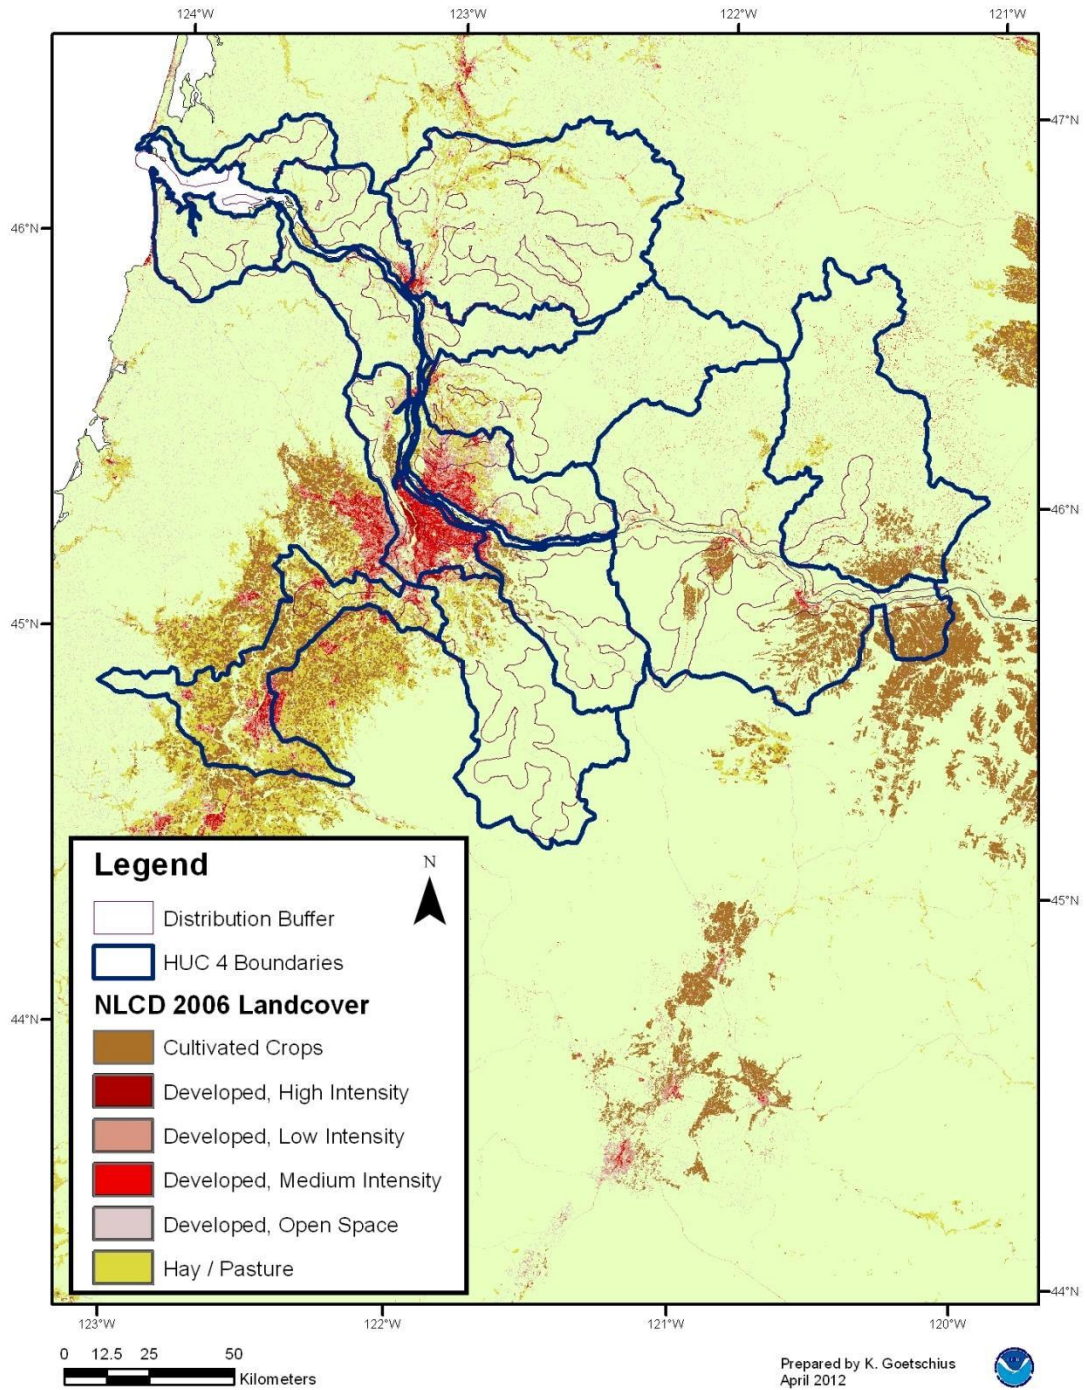 124°W 123°W 122°W 121°W
47°N
46°N
46°N
45°N
45°N
44°N
44°N
Legend
N
Distribution Buffer
HUC 4 Boundaries
NLCD 2006 Landcover
Cultivated Crops
Developed, High Intensity
Developed, Low Intensity
Developed, Medium Intensity
Developed, Open Space
Hay / Pasture
123°W 122°W 121°W 120°W
0 12.5 25 50
Kilometers
Prepared by K. Goetschius
April 2012